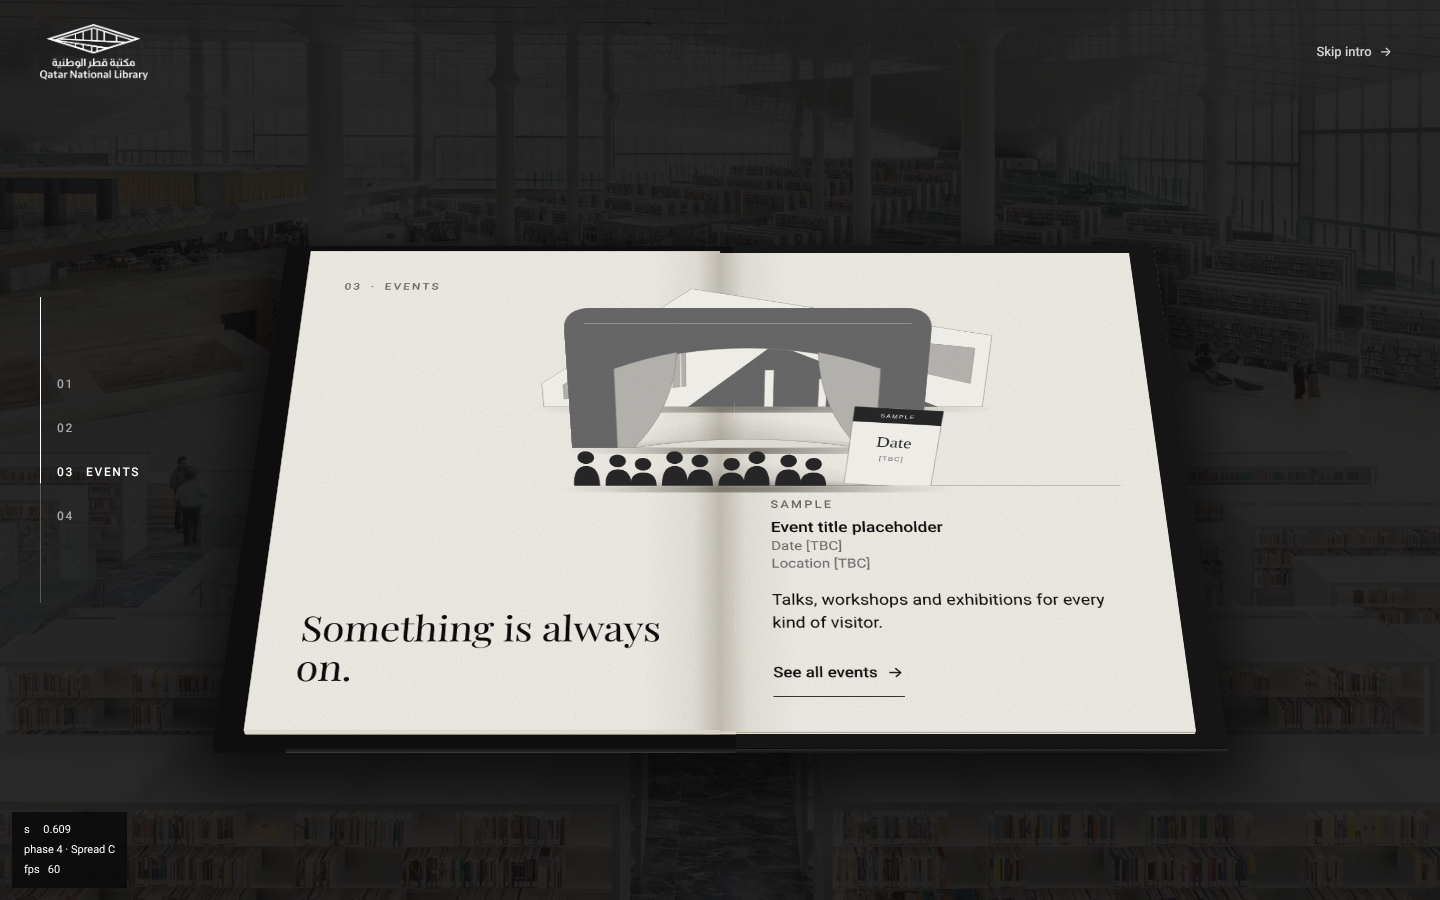 مكتبة قطر الوطنية
Qatar National Library
Skip intro →
01
02
03 EVENTS
04
03 · EVENTS
Something is always
on.
SAMPLE
Date
[TBC]
SAMPLE
Event title placeholder
Date [TBC]
Location [TBC]
Talks, workshops and exhibitions for every
kind of visitor.
See all events →
s 0.609
phase 4 · Spread C
fps 60